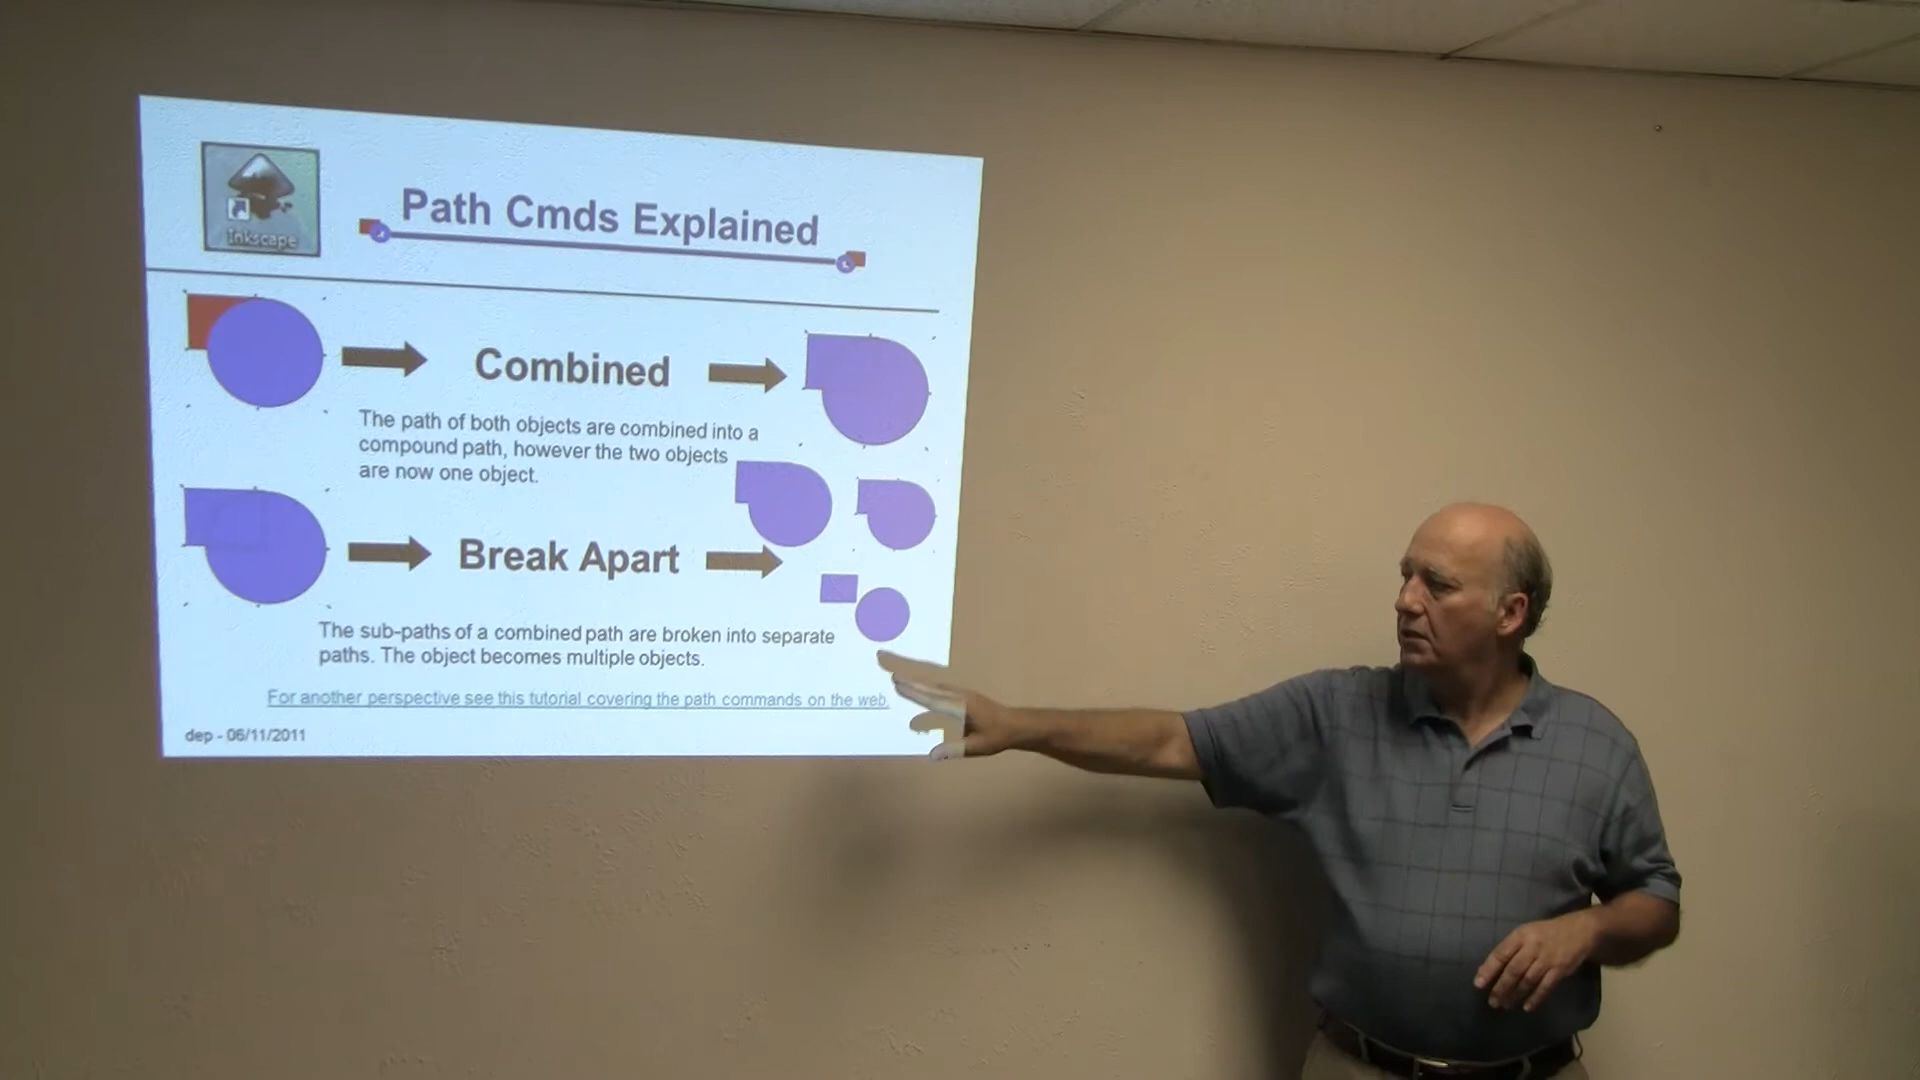 Inkscape
Path Cmds Explained
Combined
The path of both objects are combined into a
compound path, however the two objects
are now one object.
Break Apart
The sub-paths of a combined path are broken into separate
paths. The object becomes multiple objects.
For another perspective see this tutorial covering the path commands on the web.
dep - 06/11/2011